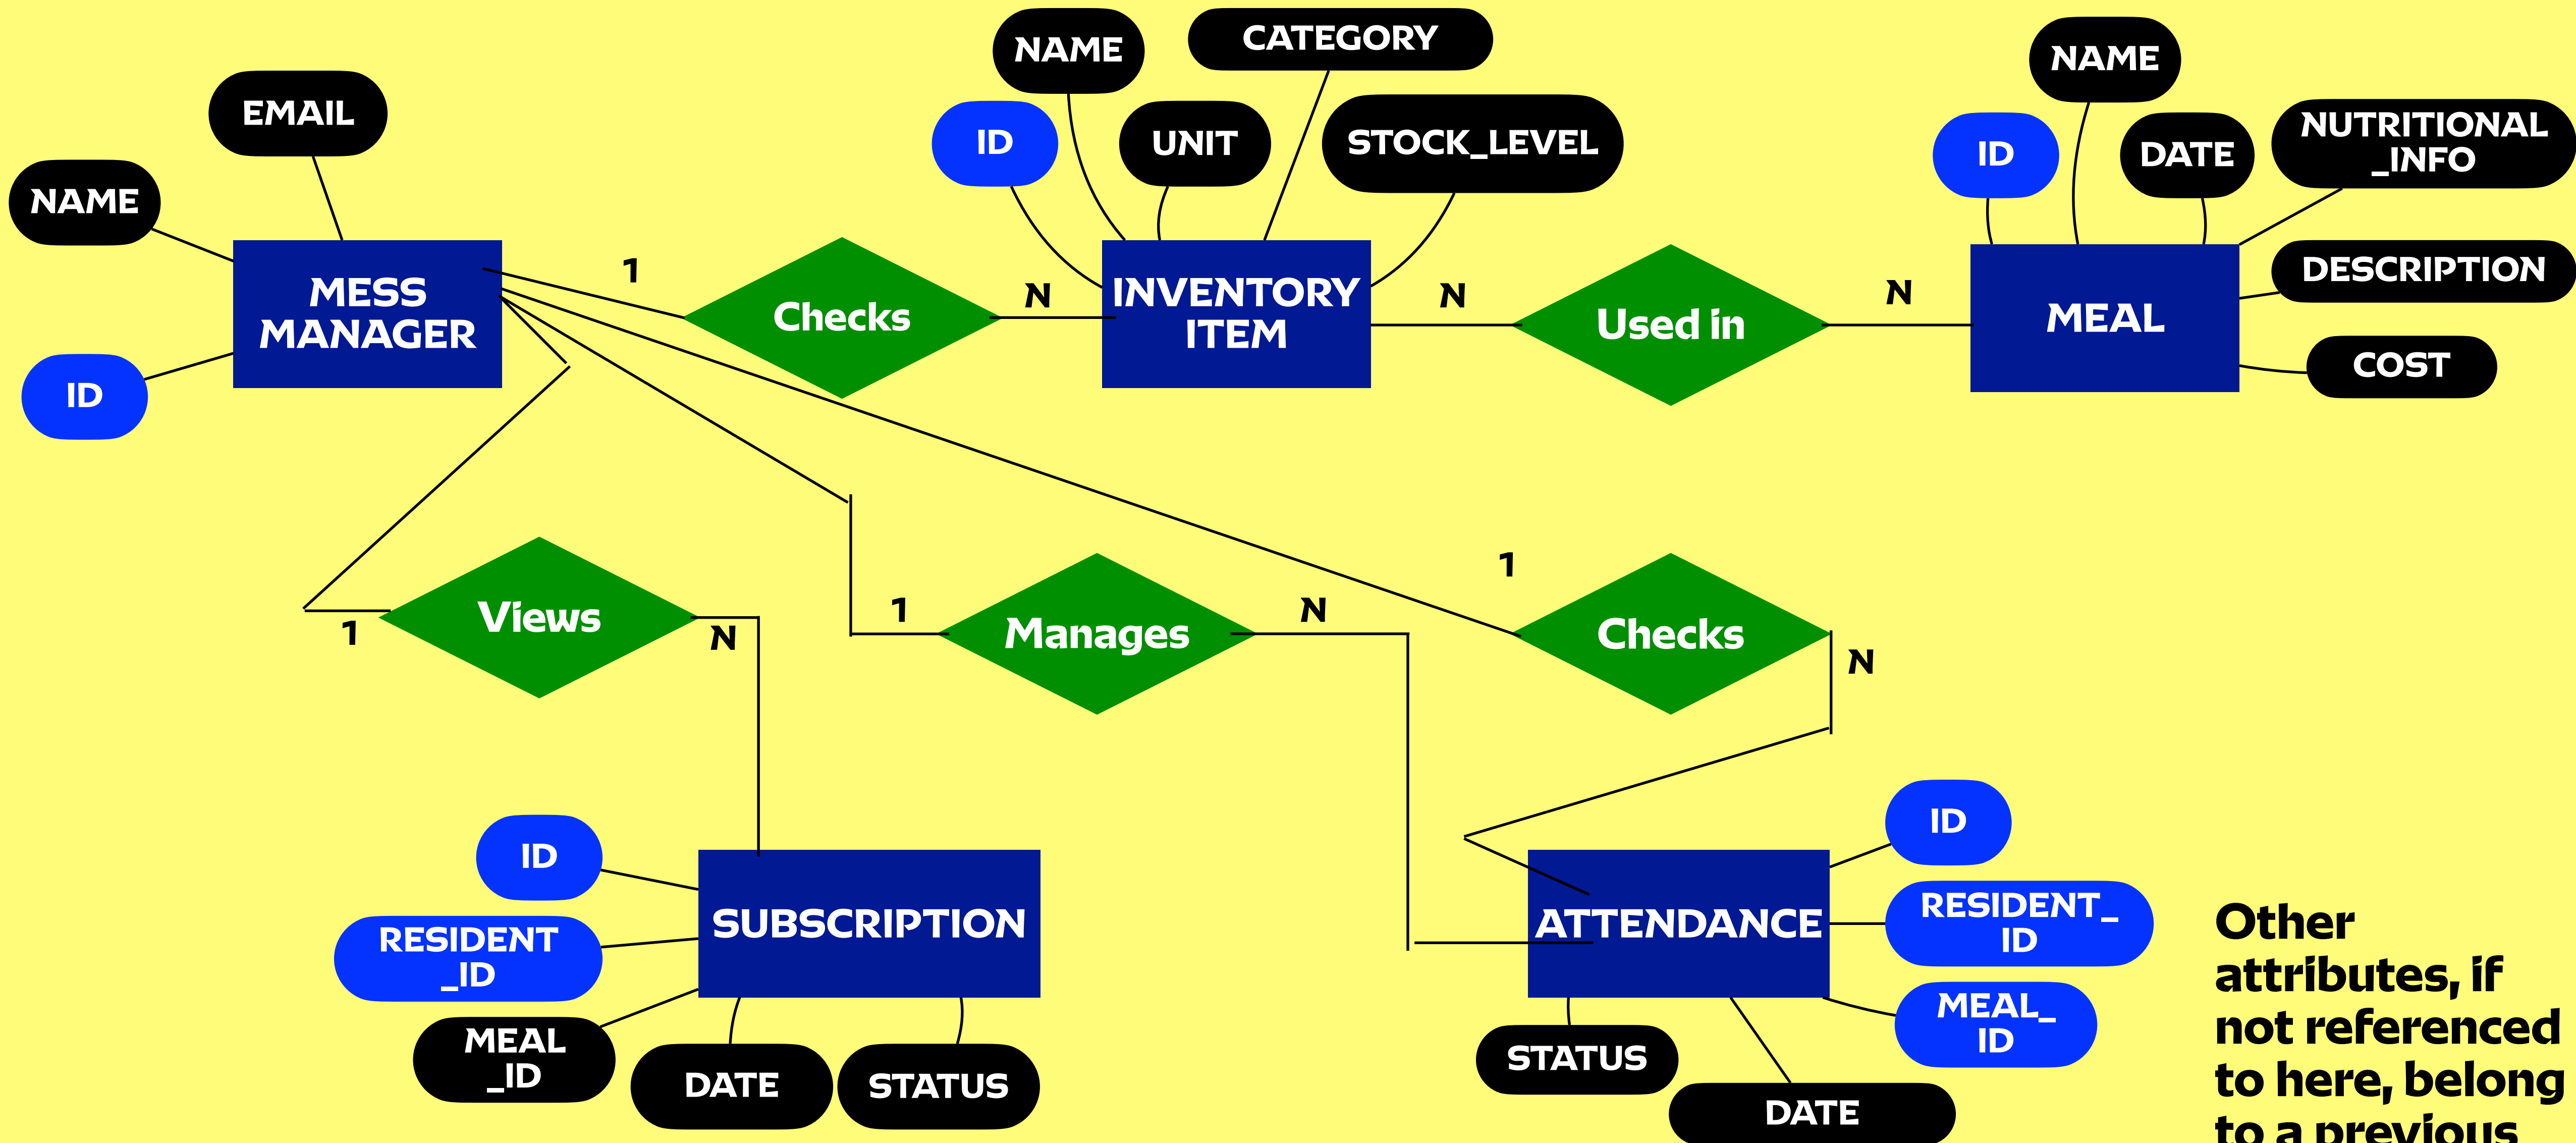 NAME
CATEGORY
NAME
EMAIL
ID
UNIT
STOCK_LEVEL
ID
DATE
NUTRITIONAL
_INFO
NAME
MESS
MANAGER
1
Checks
N
INVENTORY
ITEM
N
Used in
N
MEAL
DESCRIPTION
COST
ID
1
Views
N
1
Manages
N
1
Checks
N
ID
RESIDENT
_ID
MEAL
_ID
SUBSCRIPTION
DATE
STATUS
ATTENDANCE
ID
RESIDENT_
ID
MEAL_
ID
STATUS
DATE
Other
attributes, if
not referenced
to here, belong
to a previous